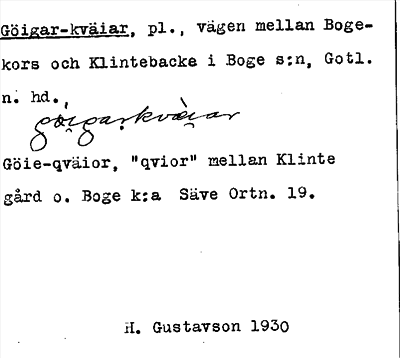 Göigar-kväiar, pl., vägen mellan Boge-
kors och Klintebacke i Boge s:n, Gotl.
n. hd.,
Göie-qväior, "qvior" mellan Klinte
gård o. Boge k:a Säve Ortn. 19.
H. Gustavson 1930